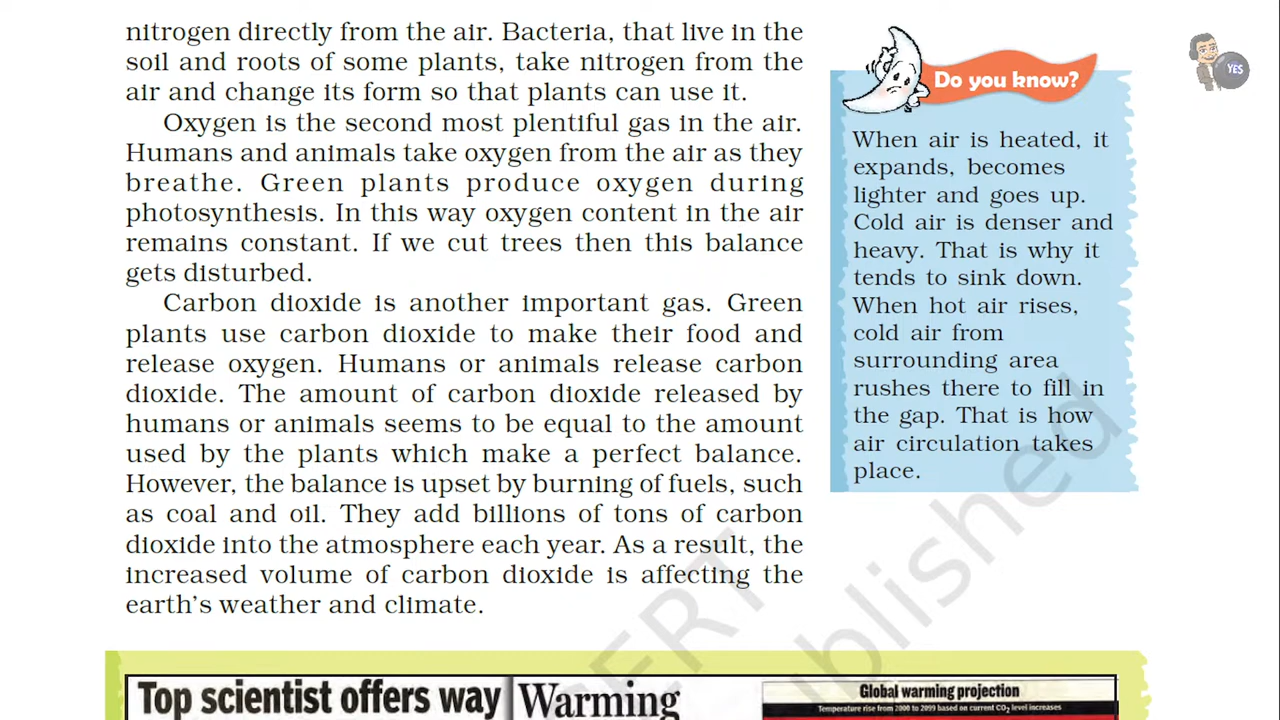 nitrogen directly from the air. Bacteria, that live in the
soil and roots of some plants, take nitrogen from the
air and change its form so that plants can use it.
Oxygen is the second most plentiful gas in the air.
Humans and animals take oxygen from the air as they
breathe. Green plants produce oxygen during
photosynthesis. In this way oxygen content in the air
remains constant. If we cut trees then this balance
gets disturbed.
Carbon dioxide is another important gas. Green
plants use carbon dioxide to make their food and
release oxygen. Humans or animals release carbon
dioxide. The amount of carbon dioxide released by
humans or animals seems to be equal to the amount
used by the plants which make a perfect balance.
However, the balance is upset by burning of fuels, such
as coal and oil. They add billions of tons of carbon
dioxide into the atmosphere each year. As a result, the
increased volume of carbon dioxide is affecting the
earth's weather and climate.
Do you know?
When air is heated, it
expands, becomes
lighter and goes up.
Cold air is denser and
heavy. That is why it
tends to sink down.
When hot air rises,
cold air from
surrounding area
rushes there to fill in
the gap. That is how
air circulation takes
place.
YES
Top scientist offers way
Warming
Global warming projection
Temperature rise from 2000 to 2099 based on current CO2 level increases